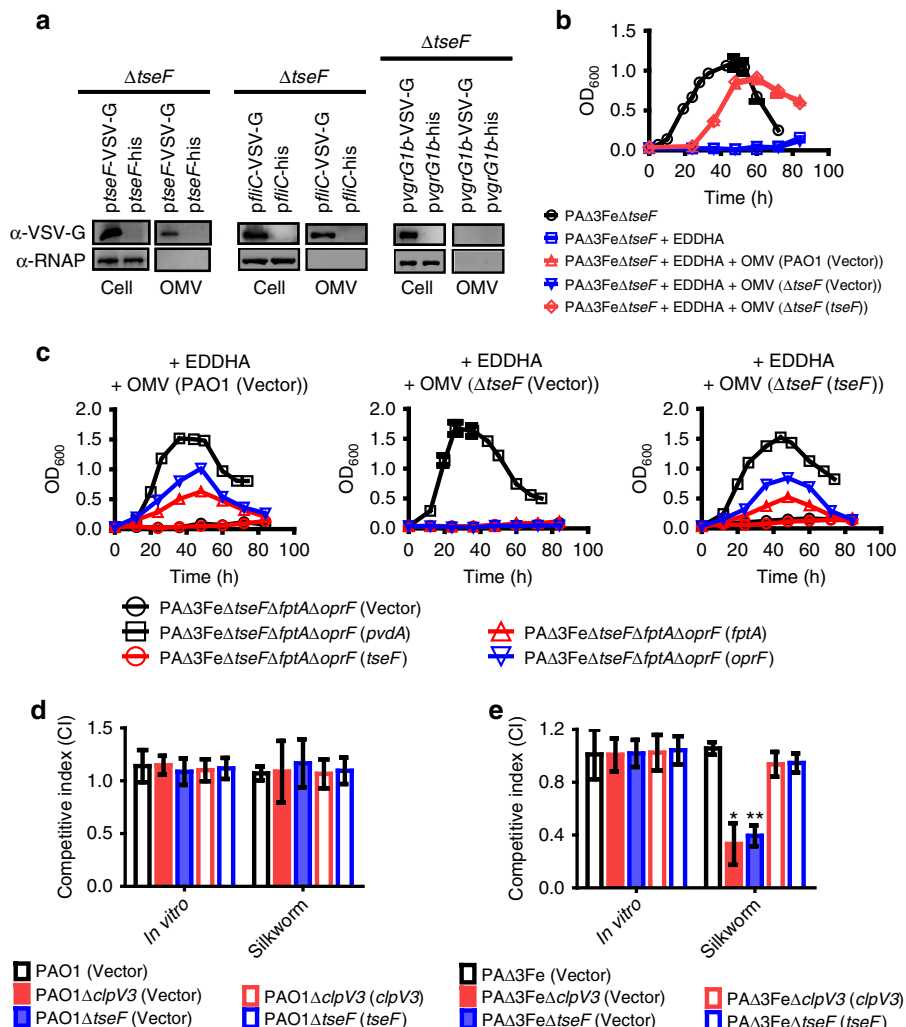 a
ΔtseF
ΔtseF
ΔtseF
ptseF-VSV-G
ptseF-his
ptseF-VSV-G
ptseF-his
pfliC-VSV-G
pfliC-his
pfliC-VSV-G
pfliC-his
pvgrG1b-VSV-G
pvgrG1b-his
pvgrG1b-VSV-G
pvgrG1b-his
α-VSV-G
α-RNAP
Cell OMV
Cell OMV
Cell OMV
b
OD600
1.5
1.0
0.5
0.0
0 20 40 60 80 100
Time (h)
PAΔ3FeΔtseF
PAΔ3FeΔtseF + EDDHA
PAΔ3FeΔtseF + EDDHA + OMV (PAO1 (Vector))
PAΔ3FeΔtseF + EDDHA + OMV (ΔtseF (Vector))
PAΔ3FeΔtseF + EDDHA + OMV (ΔtseF (tseF))
c
+ EDDHA
+ OMV (PAO1 (Vector))
OD600
2.0
1.5
1.0
0.5
0.0
0 20 40 60 80 100
Time (h)
+ EDDHA
+ OMV (ΔtseF (Vector))
OD600
2.0
1.5
1.0
0.5
0.0
0 20 40 60 80 100
Time (h)
+ EDDHA
+ OMV (ΔtseF (tseF))
OD600
2.0
1.5
1.0
0.5
0.0
0 20 40 60 80 100
Time (h)
PAΔ3FeΔtseFΔfptAΔoprF (Vector)
PAΔ3FeΔtseFΔfptAΔoprF (pvdA)
PAΔ3FeΔtseFΔfptAΔoprF (tseF)
PAΔ3FeΔtseFΔfptAΔoprF (fptA)
PAΔ3FeΔtseFΔfptAΔoprF (oprF)
d
Competitive index (CI)
1.5
1.0
0.5
0.0
In vitro
Silkworm
PAO1 (Vector)
PAO1ΔclpV3 (Vector)
PAO1ΔtseF (Vector)
PAO1ΔclpV3 (clpV3)
PAO1ΔtseF (tseF)
e
Competitive index (CI)
1.2
0.8
0.4
0.0
* **
In vitro
Silkworm
PAΔ3Fe (Vector)
PAΔ3FeΔclpV3 (Vector)
PAΔ3FeΔtseF (Vector)
PAΔ3FeΔclpV3 (clpV3)
PAΔ3FeΔtseF (tseF)